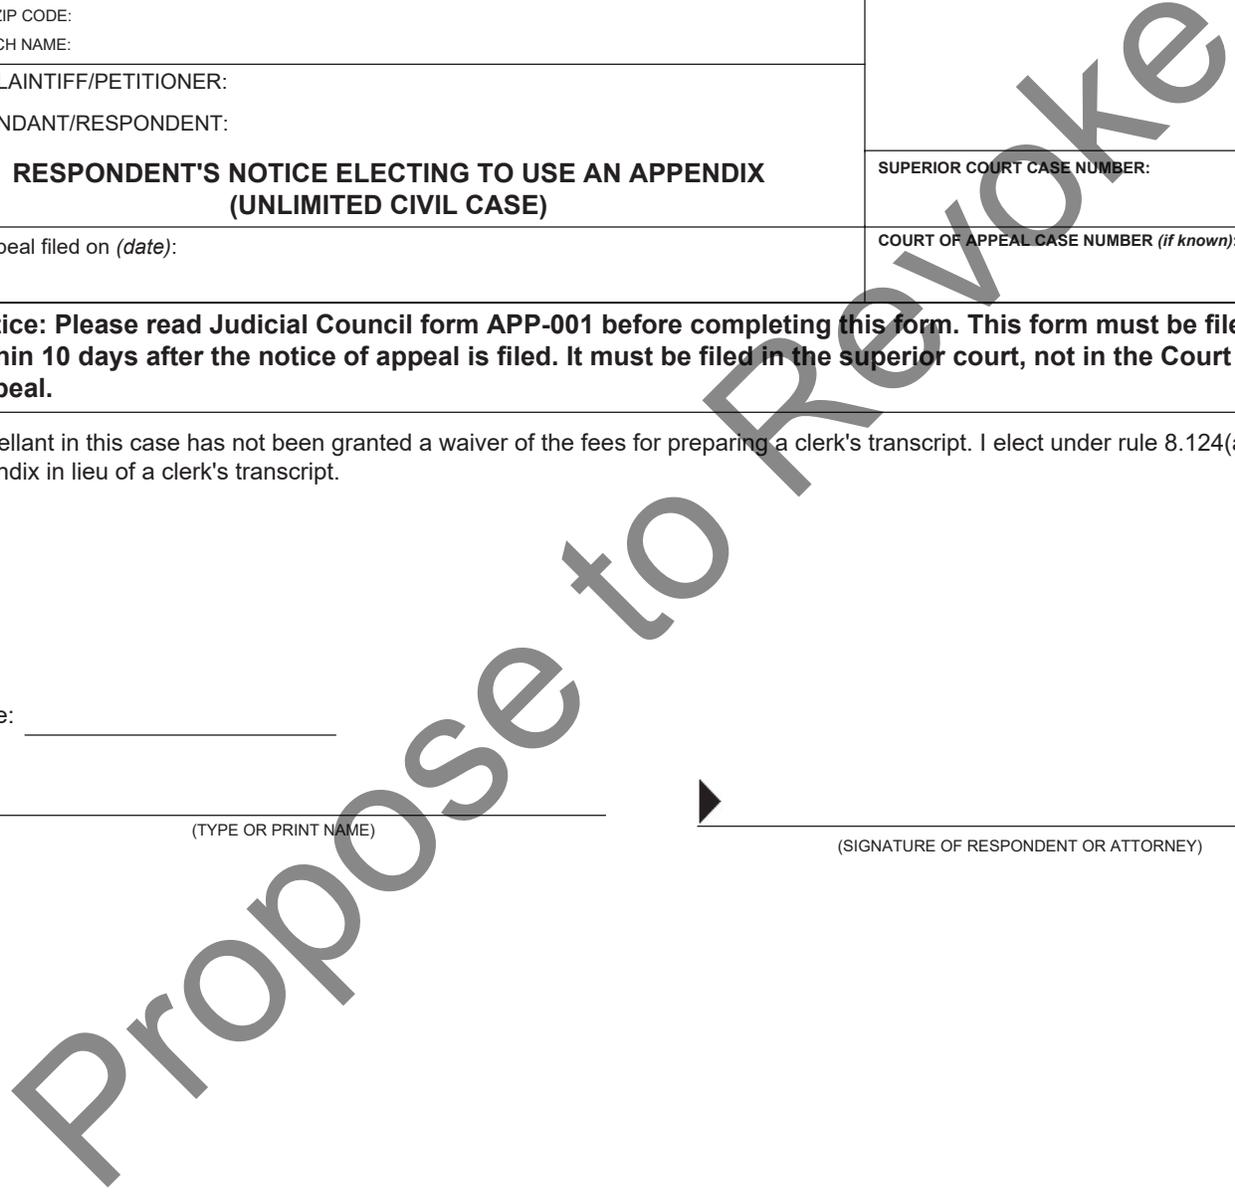 ZIP CODE:
CH NAME:
LAINTIFF/PETITIONER:
NDANT/RESPONDENT:
RESPONDENT'S NOTICE ELECTING TO USE AN APPENDIX
(UNLIMITED CIVIL CASE)
SUPERIOR COURT CASE NUMBER:
peal filed on (date):
COURT OF APPEAL CASE NUMBER (if known):
tice: Please read Judicial Council form APP-001 before completing this form. This form must be file
hin 10 days after the notice of appeal is filed. It must be filed in the superior court, not in the Court
peal.
ellant in this case has not been granted a waiver of the fees for preparing a clerk's transcript. I elect under rule 8.124(a
ndix in lieu of a clerk's transcript.
e:
(TYPE OR PRINT NAME)
(SIGNATURE OF RESPONDENT OR ATTORNEY)
Propose to Revoke